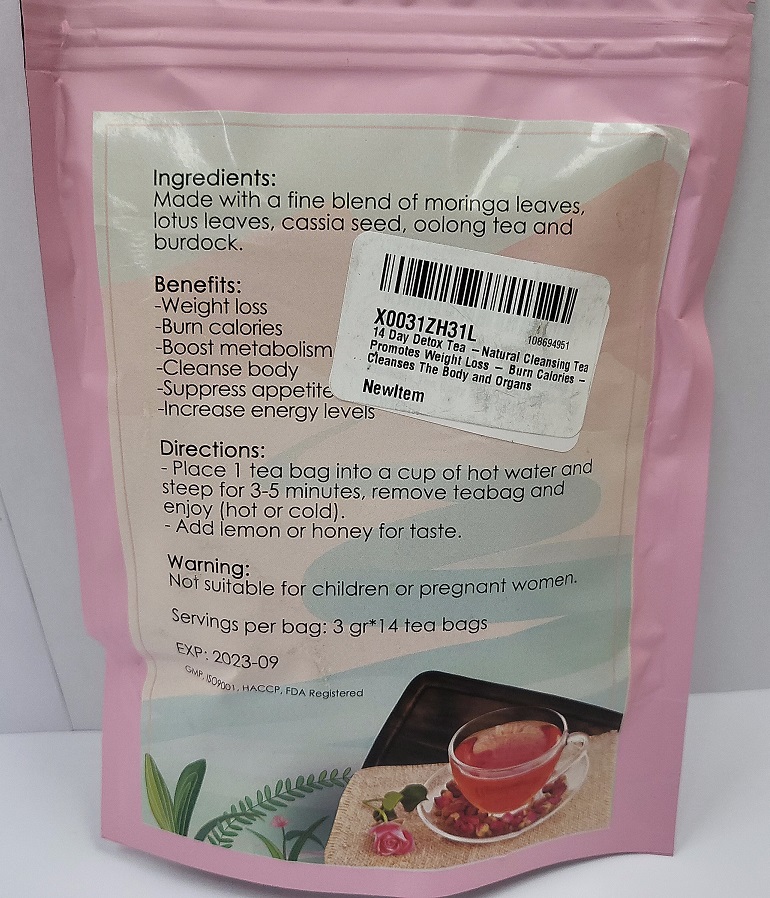 Ingredients:
Made with a fine blend of moringa leaves,
lotus leaves, cassia seed, oolong tea and
burdock.
Benefits:
-Weight loss
-Burn calories
-Boost metabolism
-Cleanse body
-Suppress appetite
-Increase energy levels
X0031ZH31L
108694951
14 Day Detox Tea – Natural Cleansing Tea
Promotes Weight Loss – Burn Calories –
Cleanses The Body and Organs
NewItem
Directions:
- Place 1 tea bag into a cup of hot water and
steep for 3-5 minutes, remove teabag and
enjoy (hot or cold).
- Add lemon or honey for taste.
Warning:
Not suitable for children or pregnant women.
Servings per bag: 3 gr*14 tea bags
EXP: 2023-09
GMP, ISO9001, HACCP, FDA Registered